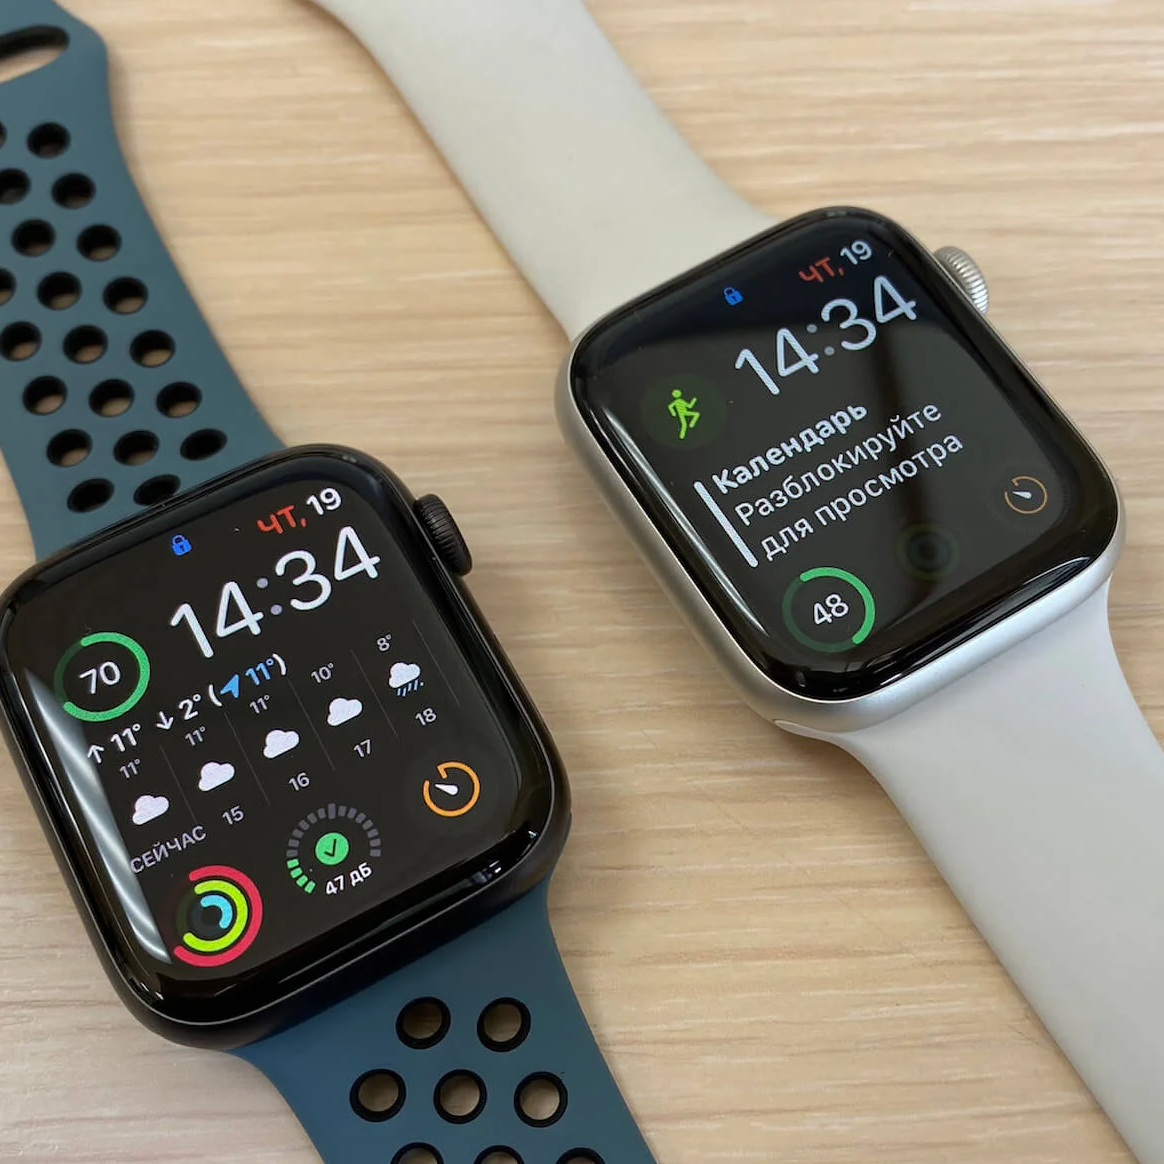 ЧТ, 19
14:34
70
↑ 11° ↓ 2° (11°)
11° 11° 11° 10° 8°
СЕЙЧАС 15 16 17 18
47 дБ
ЧТ, 19
14:34
Календарь
Разблокируйте
для просмотра
48